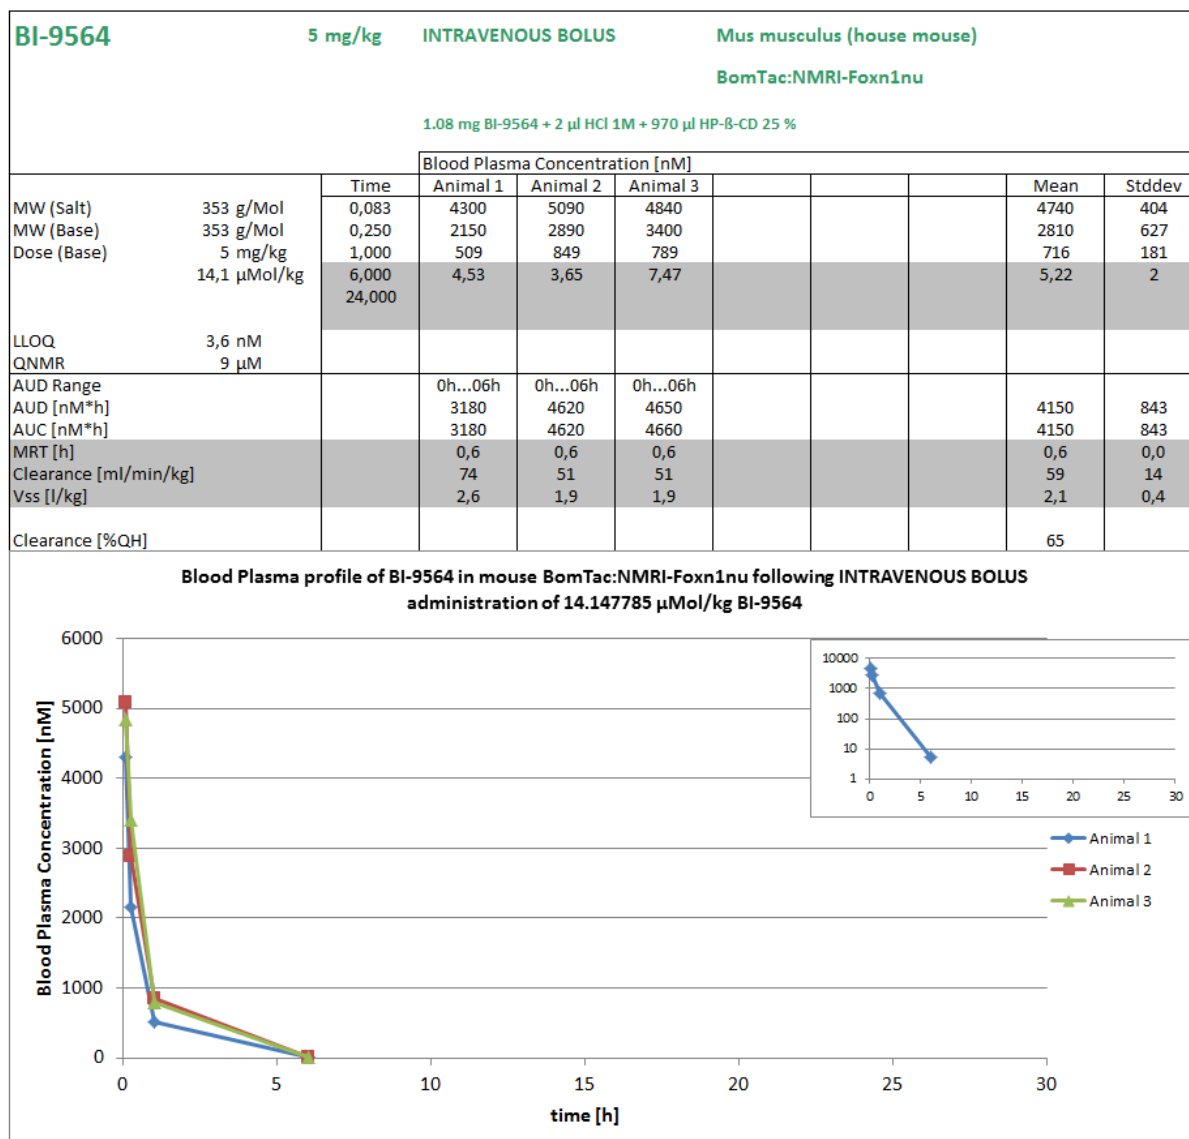 BI-9564 5 mg/kg INTRAVENOUS BOLUS Mus musculus (house mouse)
BomTac:NMRI-Foxn1nu
1.08 mg BI-9564 + 2 µl HCl 1M + 970 µl HP-ß-CD 25 %
Blood Plasma Concentration [nM]
Time Animal 1 Animal 2 Animal 3 Mean Stddev
MW (Salt) 353 g/Mol 0,083 4300 5090 4840 4740 404
MW (Base) 353 g/Mol 0,250 2150 2890 3400 2810 627
Dose (Base) 5 mg/kg 1,000 509 849 789 716 181
14,1 µMol/kg 6,000 4,53 3,65 7,47 5,22 2
24,000
LLOQ 3,6 nM
QNMR 9 µM
AUD Range 0h...06h 0h...06h 0h...06h
AUD [nM*h] 3180 4620 4650 4150 843
AUC [nM*h] 3180 4620 4660 4150 843
MRT [h] 0,6 0,6 0,6 0,6 0,0
Clearance [ml/min/kg] 74 51 51 59 14
Vss [l/kg] 2,6 1,9 1,9 2,1 0,4
Clearance [%QH] 65
Blood Plasma profile of BI-9564 in mouse BomTac:NMRI-Foxn1nu following INTRAVENOUS BOLUS
administration of 14.147785 µMol/kg BI-9564
Blood Plasma Concentration [nM]
6000
5000
4000
3000
2000
1000
0
0 5 10 15 20 25 30
time [h]
10000
1000
100
10
1
0 5 10 15 20 25 30
Animal 1
Animal 2
Animal 3